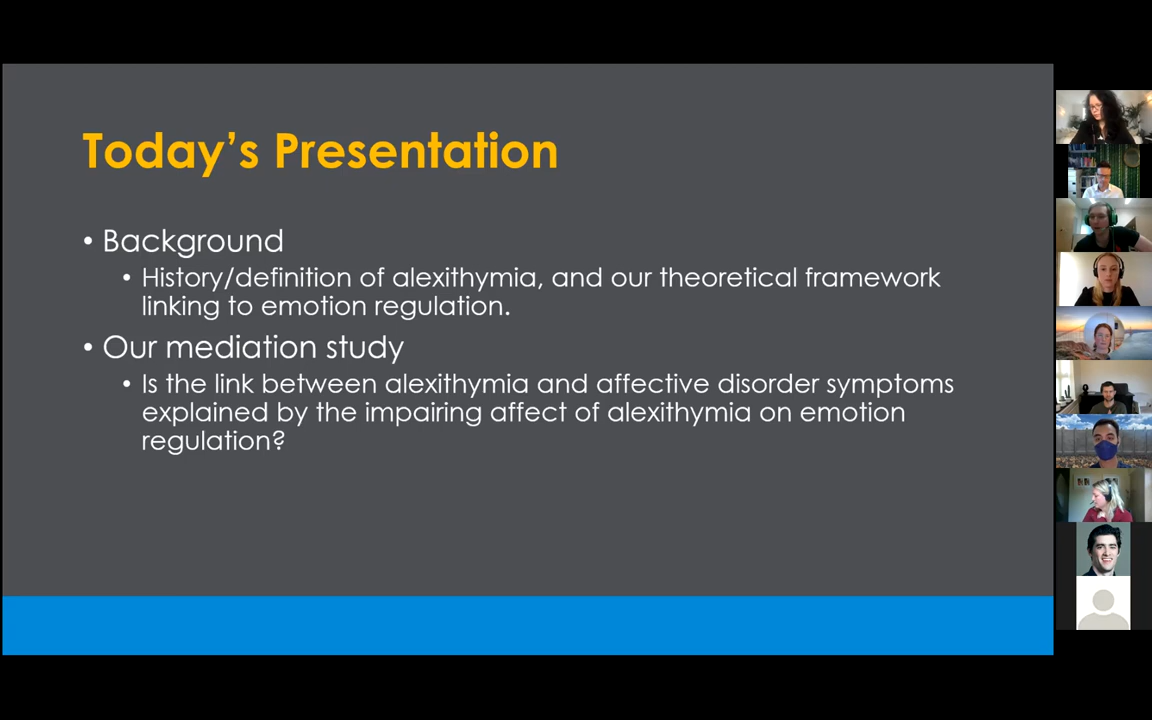 Today’s Presentation
• Background
• History/definition of alexithymia, and our theoretical framework
linking to emotion regulation.
• Our mediation study
• Is the link between alexithymia and affective disorder symptoms
explained by the impairing affect of alexithymia on emotion
regulation?